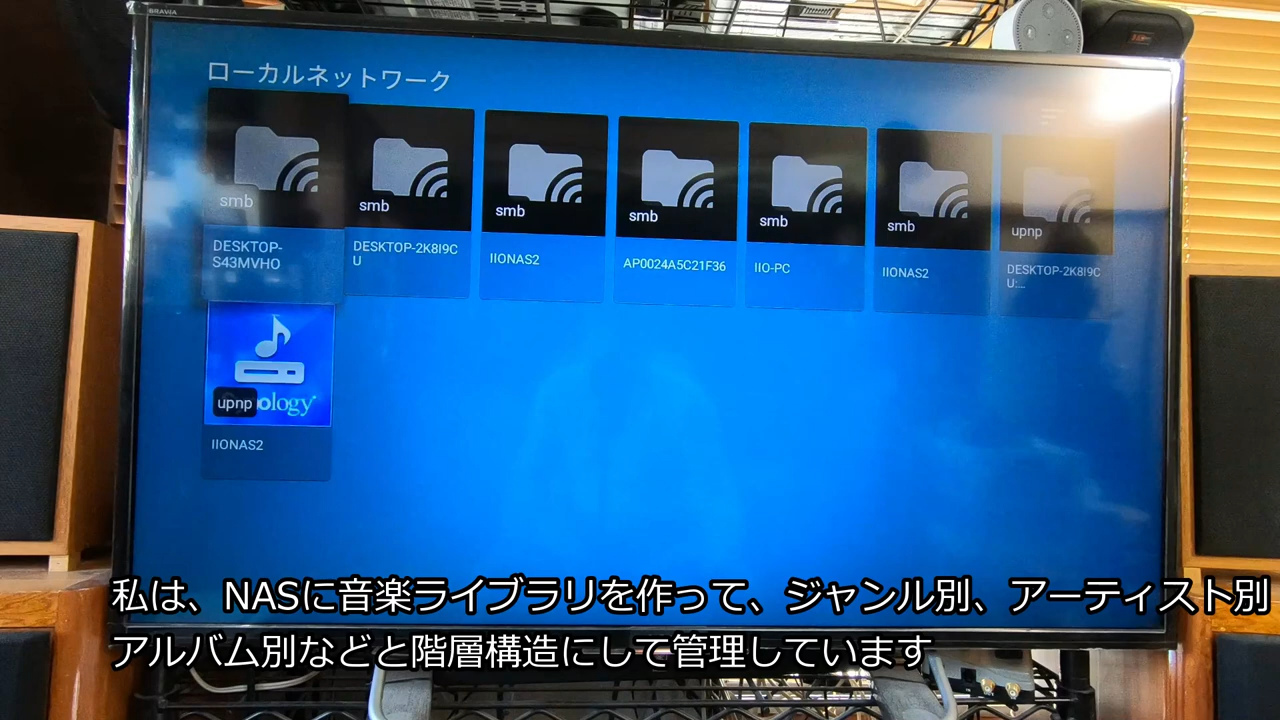 BRAVIA
ローカルネットワーク
smb
DESKTOP-
S43MVHO
smb
DESKTOP-2K8I9C
U
smb
IIONAS2
smb
AP0024A5C21F36
smb
IIO-PC
smb
IIONAS2
upnp
DESKTOP-2K8I9C
U:...
upnp
ology
IIONAS2
私は、NASに音楽ライブラリを作って、ジャンル別、アーティスト別
アルバム別などと階層構造にして管理しています